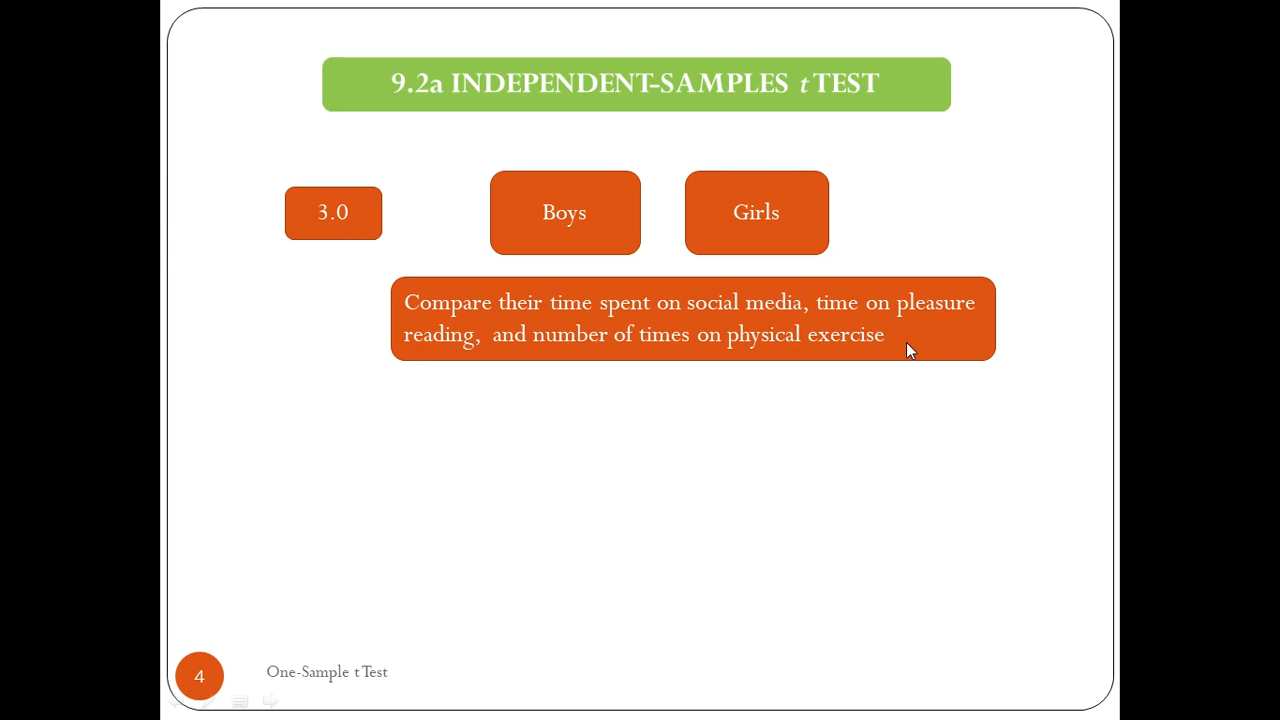 9.2a INDEPENDENT-SAMPLES t TEST
3.0
Boys
Girls
Compare their time spent on social media, time on pleasure
reading, and number of times on physical exercise
4
One-Sample t Test